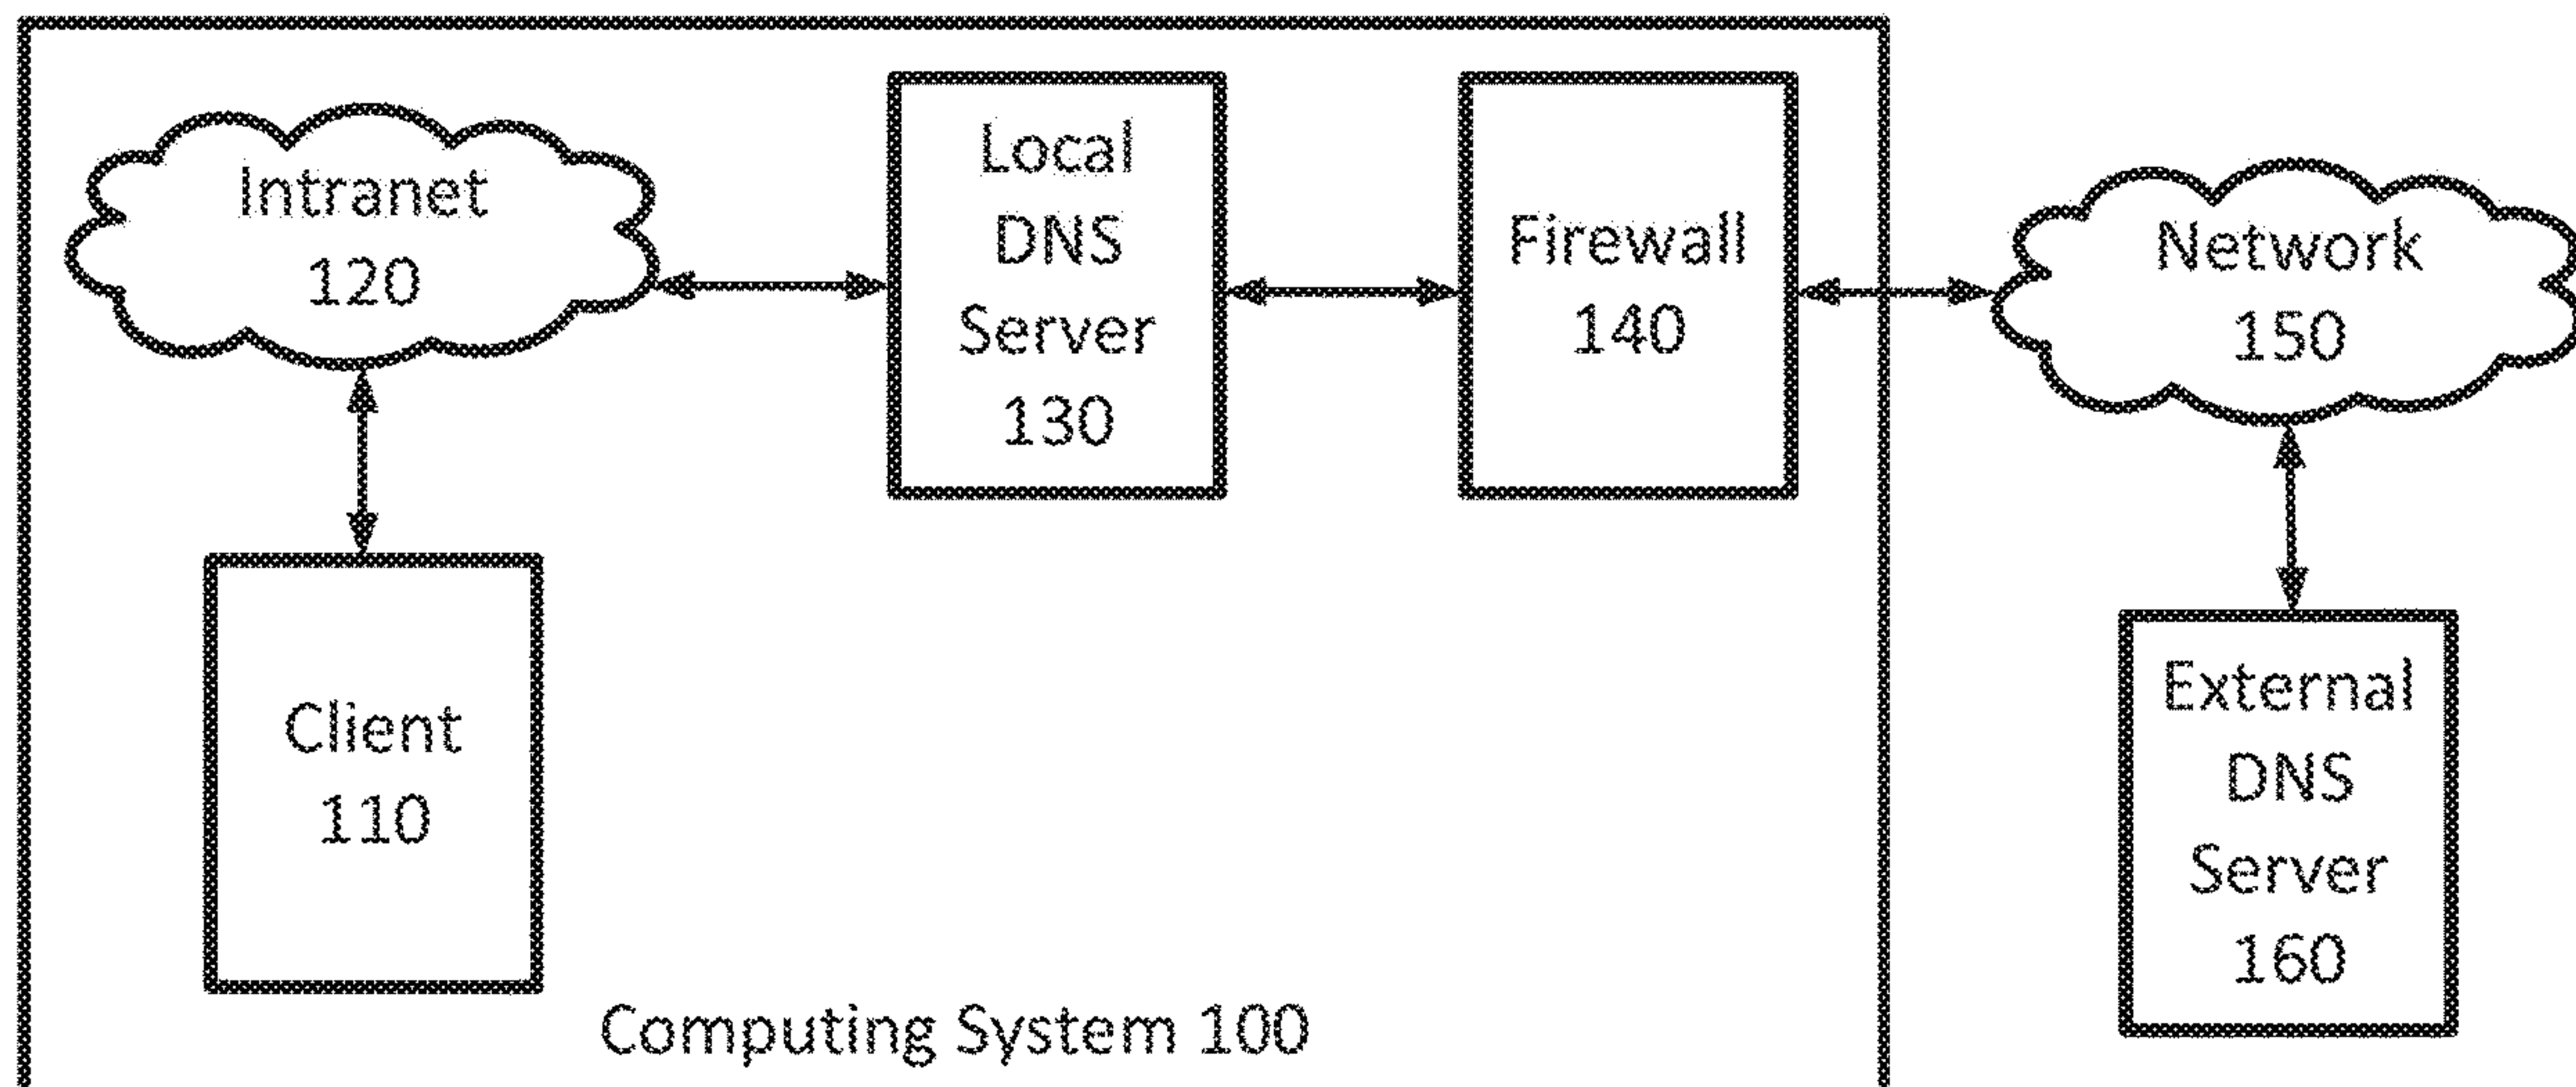 Intranet
120
Local
DNS
Server
130
Firewall
140
Network
150
Client
110
External
DNS
Server
160
Computing System 100